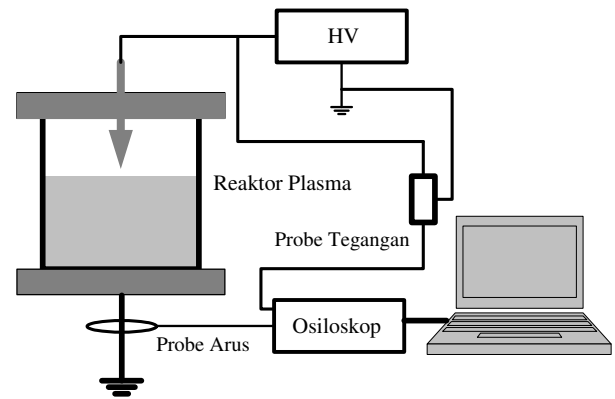 HV
Reaktor Plasma
Probe Tegangan
Osiloskop
Probe Arus